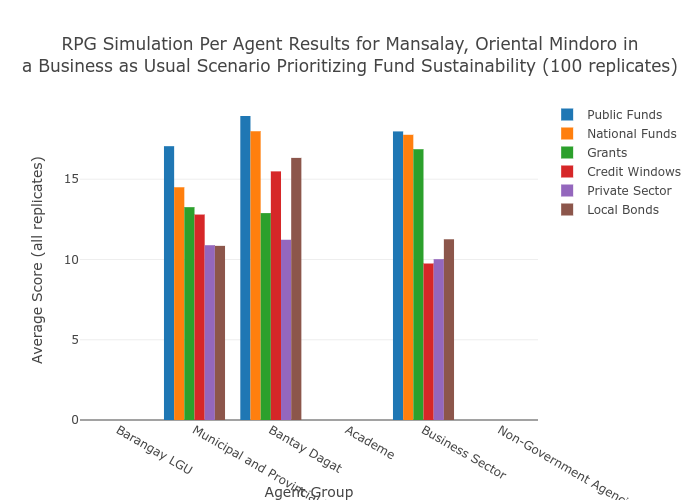 RPG Simulation Per Agent Results for Mansalay, Oriental Mindoro in
a Business as Usual Scenario Prioritizing Fund Sustainability (100 replicates)
Public Funds
National Funds
Grants
Credit Windows
Private Sector
Local Bonds
Average Score (all replicates)
15
10
5
0
Barangay LGU
Municipal and
Bantay Dagat
Academe
Business Sector
Non-Government
Agent Group